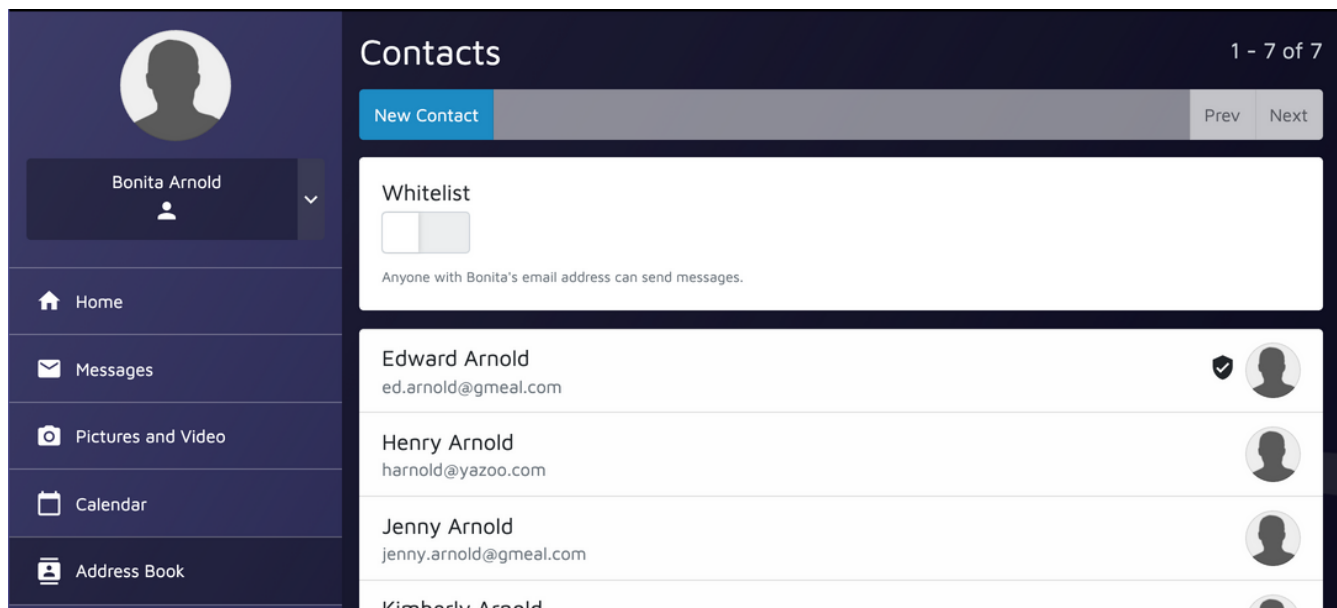 Contacts
1 - 7 of 7
New Contact
Prev
Next
Bonita Arnold
Whitelist
Anyone with Bonita's email address can send messages.
Home
Messages
Pictures and Video
Calendar
Address Book
Edward Arnold
ed.arnold@gmeal.com
Henry Arnold
harnold@yazoo.com
Jenny Arnold
jenny.arnold@gmeal.com
Kimberly Arnold